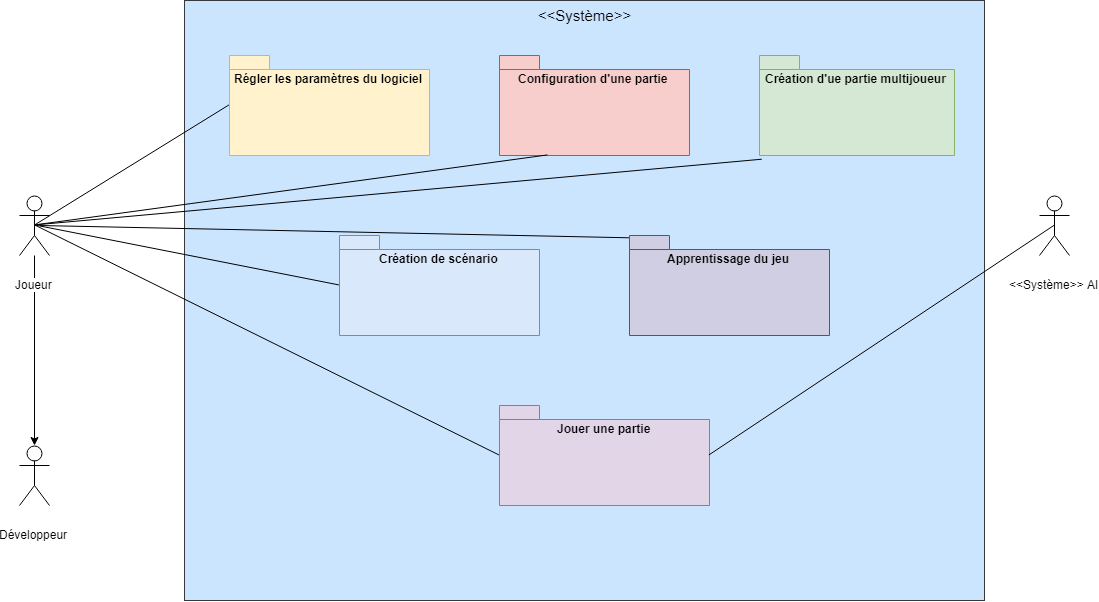 <<Système>>
Régler les paramètres du logiciel
Configuration d'une partie
Création d'ue partie multijoueur
Joueur
<<Système>> AI
Création de scénario
Apprentissage du jeu
Jouer une partie
Développeur